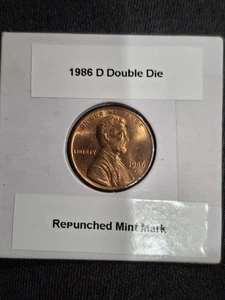 1986 D Double Die
LIBERTY
1986
D
Repunched Mint Mark